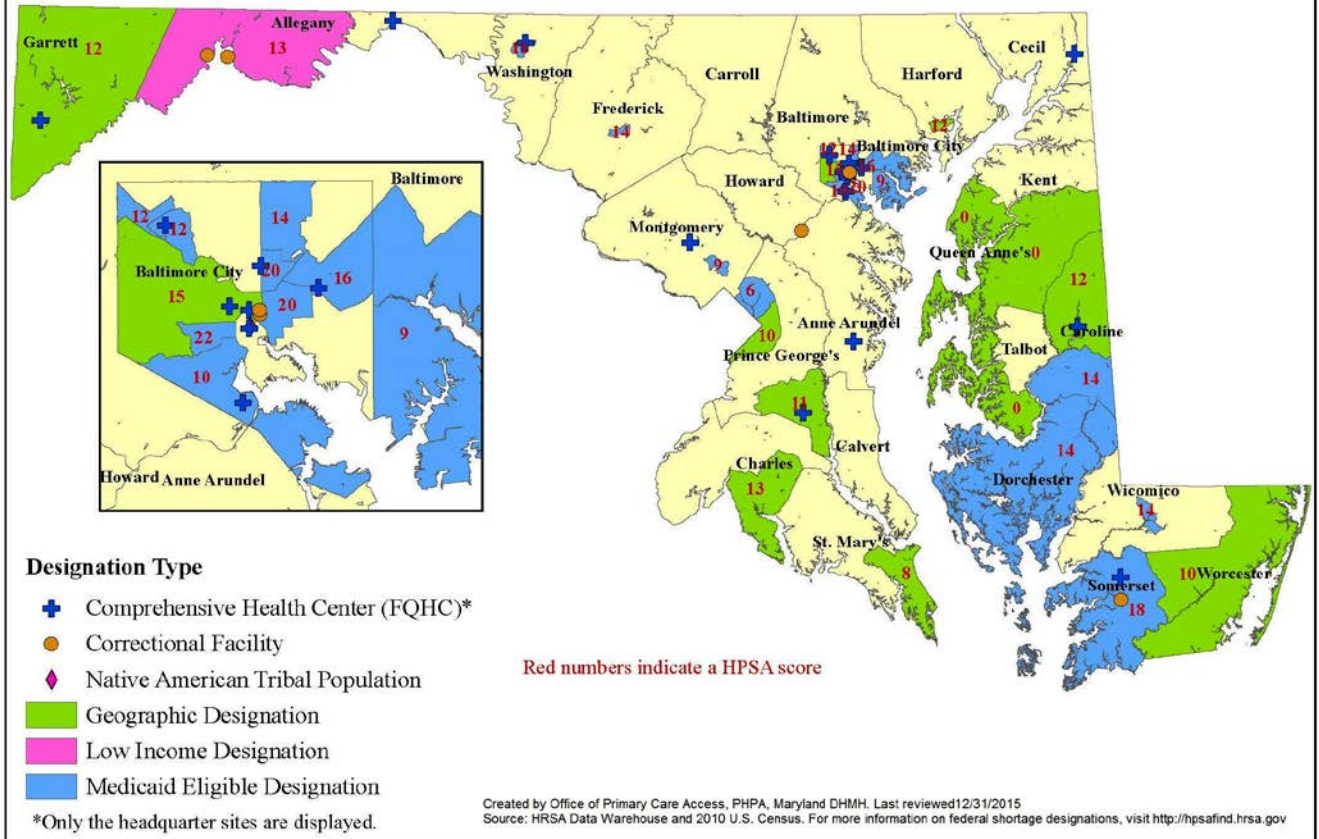 Garrett 12
Allegany
13
Washington
Frederick
14
Carroll
Baltimore
Harford
12
Cecil
12
14
Baltimore City
16
20
9
Howard
Kent
Montgomery
9
6
10
Anne Arundel
Prince George's
11
Calvert
Charles
13
St. Mary's
8
0
Queen Anne's 0
12
Caroline
Talbot
14
0
14
Dorchester
Wicomico
14
10 Worcester
Somerset
18
Baltimore
12
12
14
Baltimore City
20
16
15
20
22
9
10
Howard Anne Arundel
Designation Type
Comprehensive Health Center (FQHC)*
Correctional Facility
Native American Tribal Population
Geographic Designation
Low Income Designation
Medicaid Eligible Designation
*Only the headquarter sites are displayed.
Red numbers indicate a HPSA score
Created by Office of Primary Care Access, PHPA, Maryland DHMH. Last reviewed12/31/2015
Source: HRSA Data Warehouse and 2010 U.S. Census. For more information on federal shortage designations, visit http://hpsafind.hrsa.gov